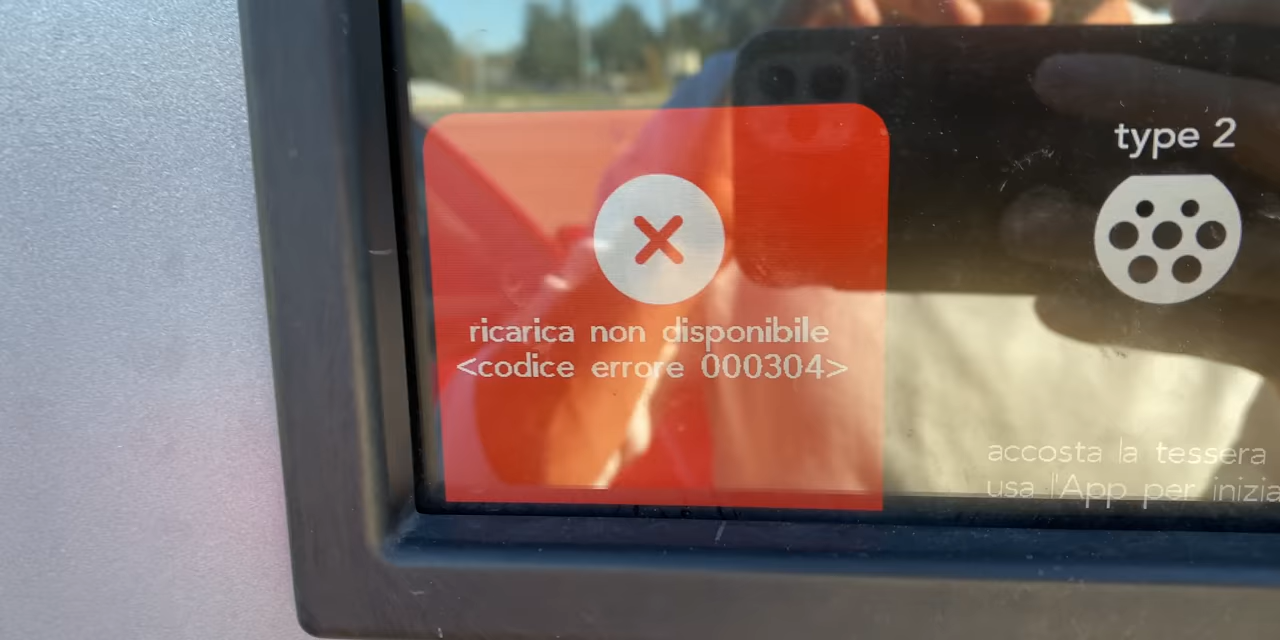 ricarica non disponibile
<codice errore 000304>
type 2
accosta la tessera
usa l'App per inizia